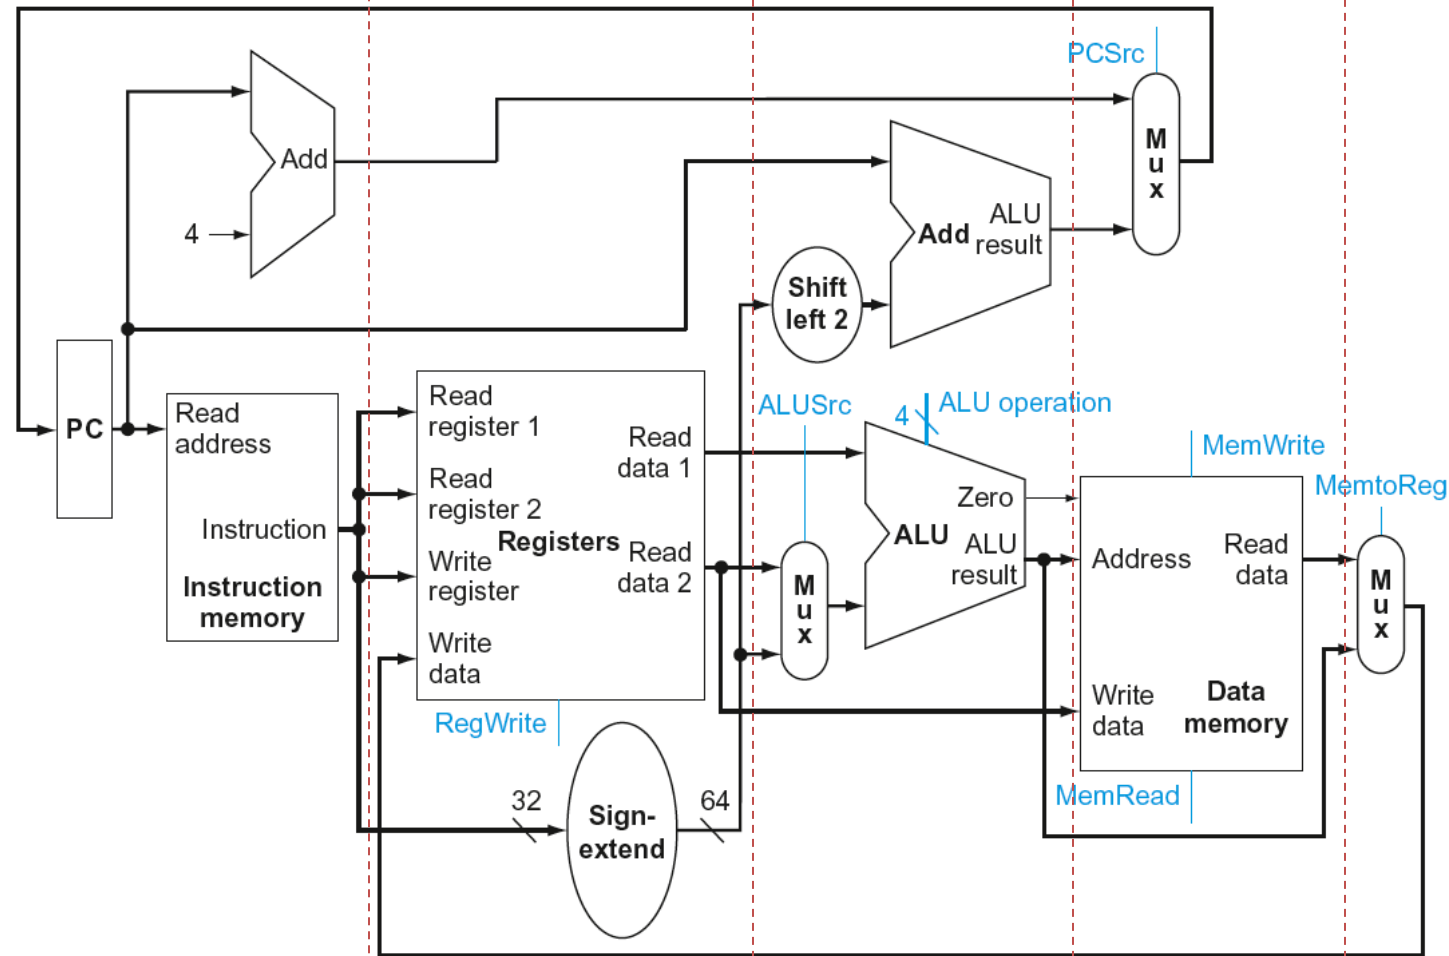 PCSrc
M
u
x
Add
4
ALU
result
Add
Shift
left 2
PC
Read
address
Instruction
Instruction
memory
Read
register 1
Read
register 2
Write
register
Write
data
Registers
Read
data 1
Read
data 2
RegWrite
ALUSrc
M
u
x
4
ALU operation
Zero
ALU
ALU
result
MemWrite
Address
Read
data
Write
data
Data
memory
MemRead
MemtoReg
M
u
x
32
Sign-
extend
64